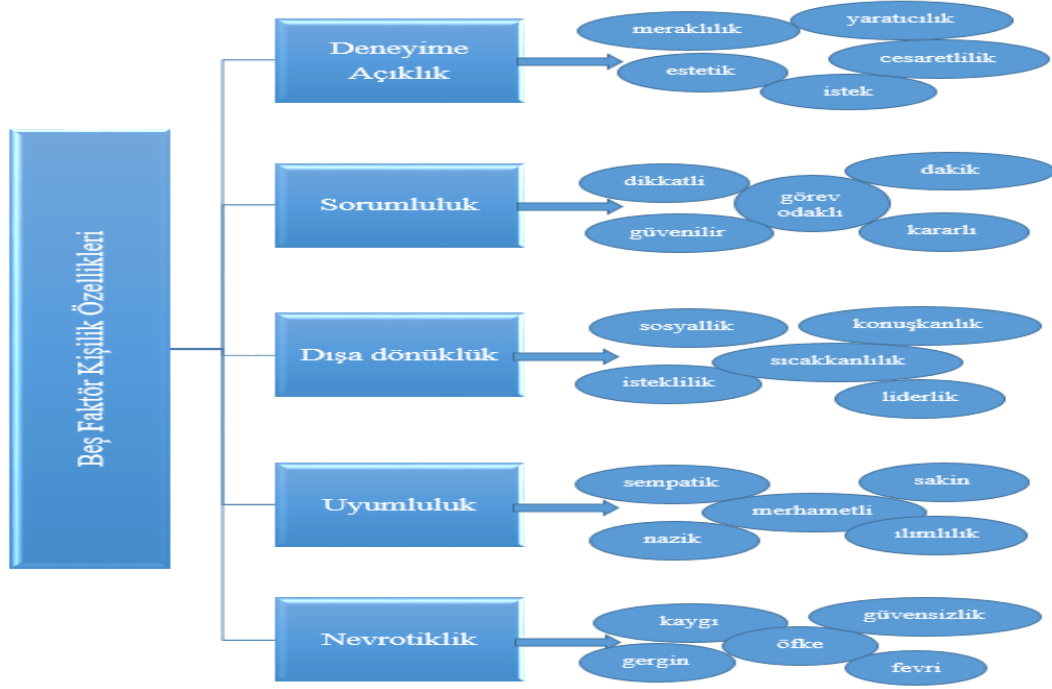 Beş Faktör Kişilik Özellikleri
Deneyime
Açıklık
meraklılık
yaratıcılık
estetik
cesaretlilik
istek
Sorumluluk
dikkatli
görev
odaklı
dakik
güvenilir
kararlı
Dışa dönüklük
sosyallik
konuşkanlık
sıcakkanlılık
isteklilik
liderlik
Uyumluluk
sempatik
sakin
merhametli
nazik
ılımlılık
Nevrotiklik
kaygı
güvensizlik
öfke
gergin
fevri